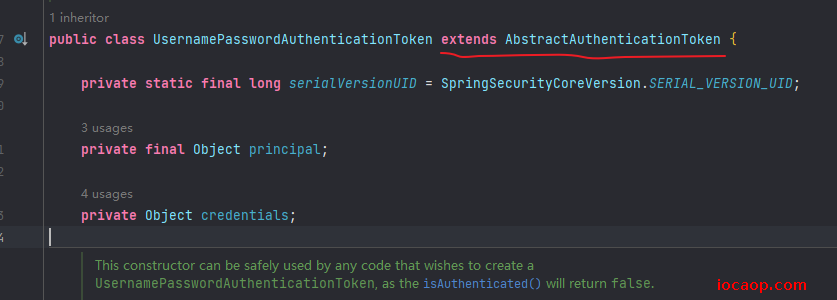 1 inheritor
7 public class UsernamePasswordAuthenticationToken extends AbstractAuthenticationToken {
9 private static final long serialVersionUID = SpringSecurityCoreVersion.SERIAL_VERSION_UID;
0
3 usages
1 private final Object principal;
2
4 usages
3 private Object credentials;
4
This constructor can be safely used by any code that wishes to create a
UsernamePasswordAuthenticationToken, as the isAuthenticated() will return false.
iocaop.com